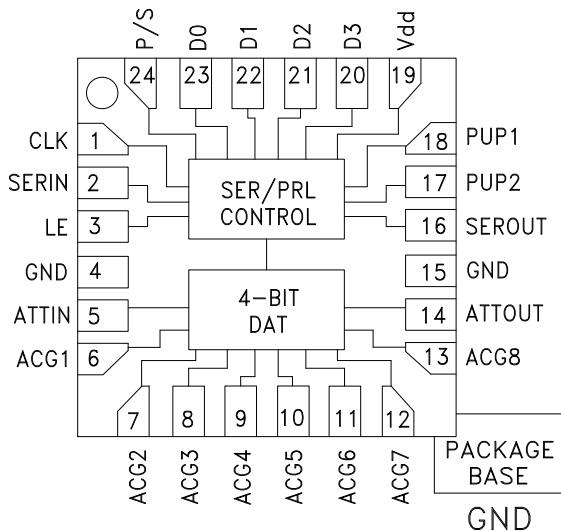 P/S D0 D1 D2 D3 Vdd
24 23 22 21 20 19
CLK 1
18 PUP1
SERIN 2
17 PUP2
SER/PRL
CONTROL
LE 3
16 SEROUT
GND 4
15 GND
4-BIT
DAT
ATTIN 5
14 ATTOUT
ACG1 6
13 ACG8
7 8 9 10 11 12
ACG2 ACG3 ACG4 ACG5 ACG6 ACG7
PACKAGE
BASE
GND